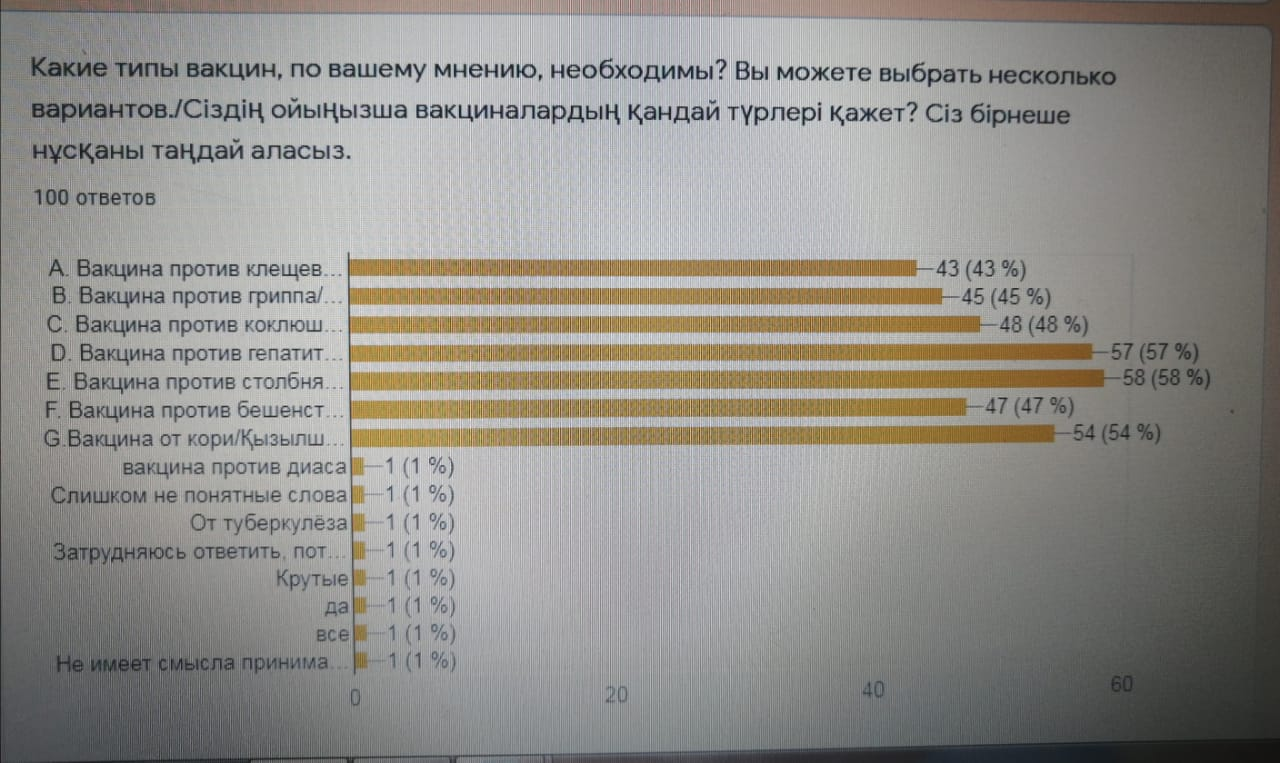 Какие типы вакцин, по вашему мнению, необходимы? Вы можете выбрать несколько
вариантов./Сіздің ойыңызша вакциналардың қандай түрлері қажет? Сіз бірнеше
нұсқаны таңдай аласыз.
100 ответов
A. Вакцина против клещев... 43 (43 %)
B. Вакцина против гриппа/... 45 (45 %)
C. Вакцина против коклюш... 48 (48 %)
D. Вакцина против гепатит... 57 (57 %)
E. Вакцина против столбня... 58 (58 %)
F. Вакцина против бешенст... 47 (47 %)
G.Вакцина от кори/Қызылш... 54 (54 %)
вакцина против диаса 1 (1 %)
Слишком не понятные слова 1 (1 %)
От туберкулёза 1 (1 %)
Затрудняюсь ответить, пот... 1 (1 %)
Крутые 1 (1 %)
да 1 (1 %)
все 1 (1 %)
Не имеет смысла принима... 1 (1 %)
0 20 40 60